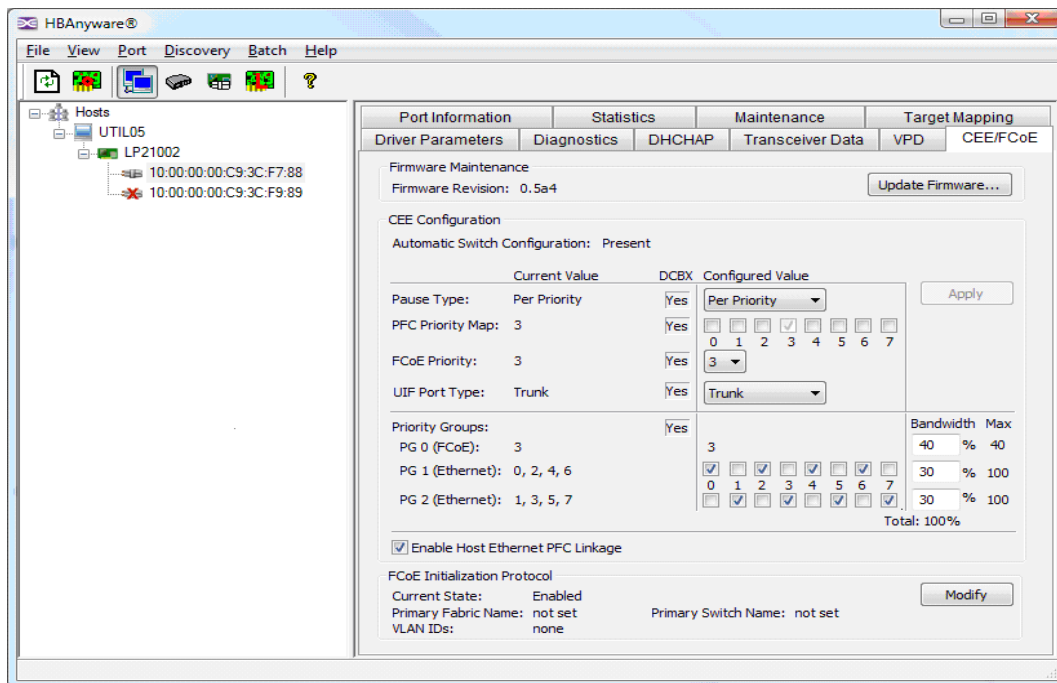 HBAnyware®
File View Port Discovery Batch Help
Hosts
UTIL05
LP21002
10:00:00:00:C9:3C:F7:88
10:00:00:00:C9:3C:F9:89
Port Information Statistics Maintenance Target Mapping
Driver Parameters Diagnostics DHCHAP Transceiver Data VPD CEE/FCoE
Firmware Maintenance
Firmware Revision: 0.5a4 Update Firmware...
CEE Configuration
Automatic Switch Configuration: Present
Current Value DCBX Configured Value
Pause Type: Per Priority Yes Per Priority Apply
PFC Priority Map: 3 Yes
0 1 2 3 4 5 6 7
FCoE Priority: 3 Yes 3
UIF Port Type: Trunk Yes Trunk
Priority Groups: Yes Bandwidth Max
PG 0 (FCoE): 3 3 40 % 40
PG 1 (Ethernet): 0, 2, 4, 6 30 % 100
0 1 2 3 4 5 6 7
PG 2 (Ethernet): 1, 3, 5, 7 30 % 100
Total: 100%
Enable Host Ethernet PFC Linkage
FCoE Initialization Protocol
Current State: Enabled Modify
Primary Fabric Name: not set Primary Switch Name: not set
VLAN IDs: none